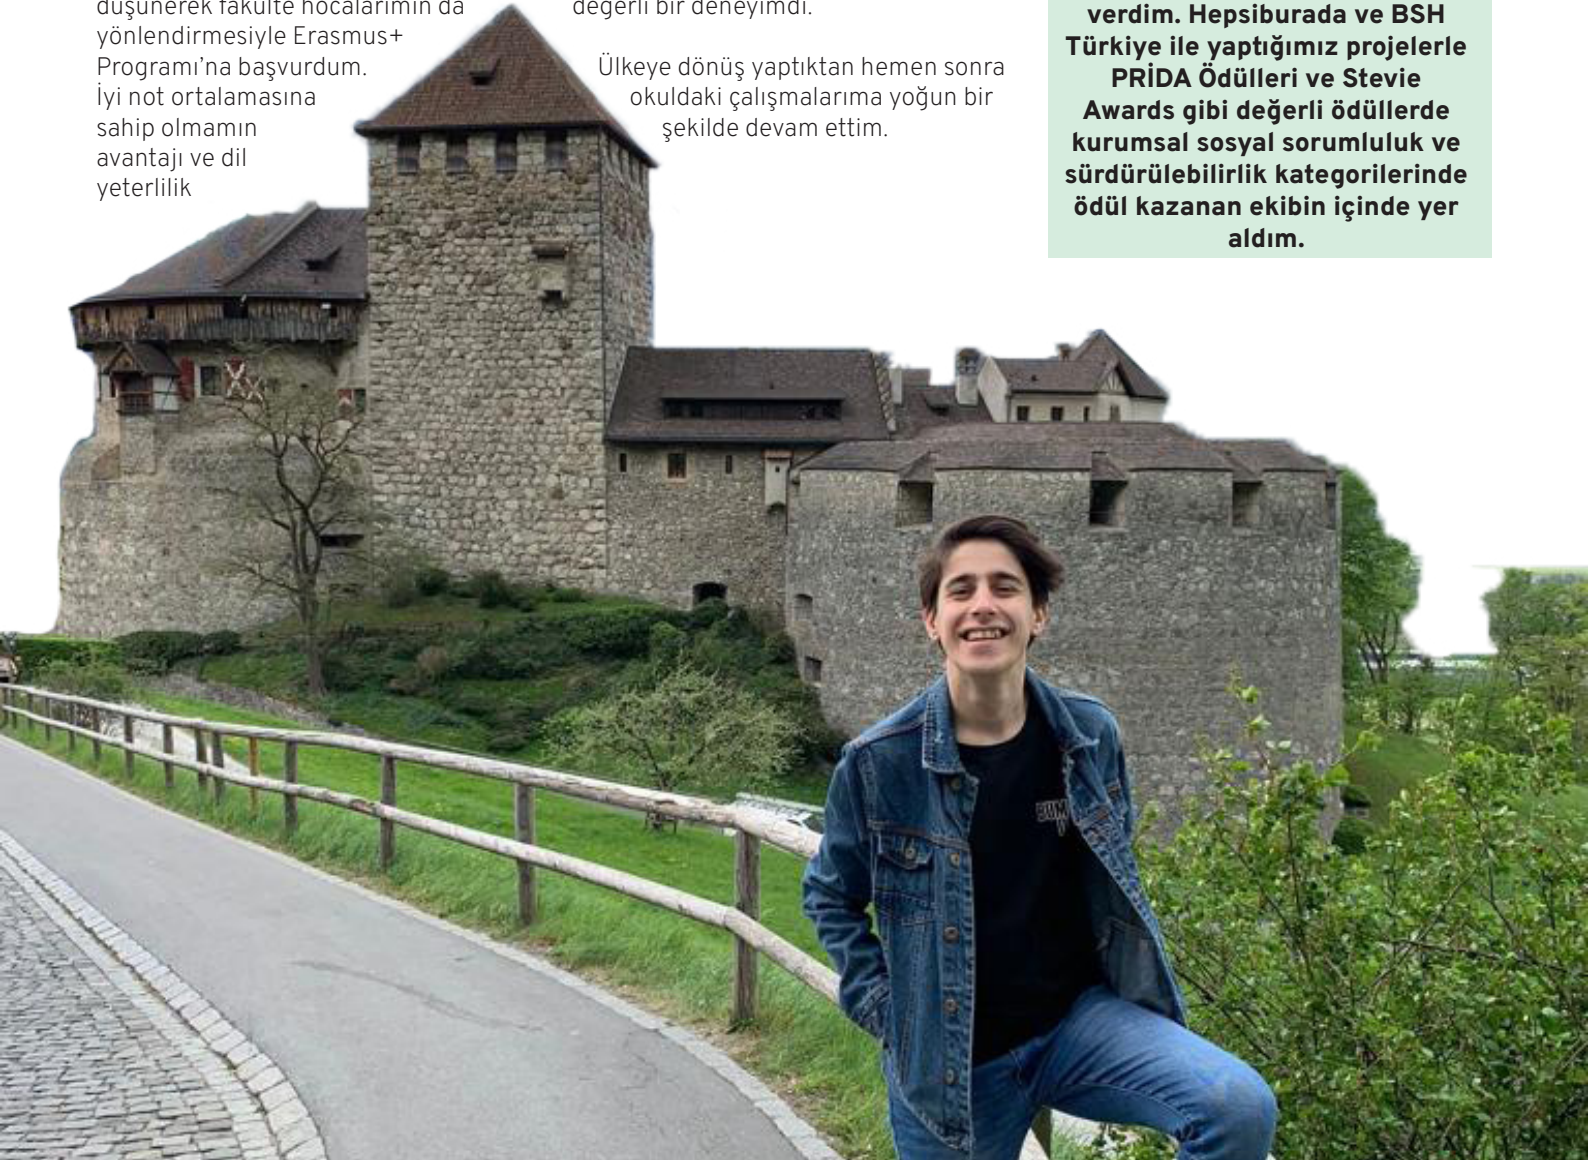 düşünerek fakülte hocalarımın da
yönlendirmesiyle Erasmus+
Programı'na başvurdum.
İyi not ortalamasına
sahip olmamın
avantajı ve dil
yeterlilik
değerli bir deneyimdi.
Ülkeye dönüş yaptıktan hemen sonra
okuldaki çalışmalarıma yoğun bir
şekilde devam ettim.
verdim. Hepsiburada ve BSH
Türkiye ile yaptığımız projelerle
PRİDA Ödülleri ve Stevie
Awards gibi değerli ödüllerde
kurumsal sosyal sorumluluk ve
sürdürülebilirlik kategorilerinde
ödül kazanan ekibin içinde yer
aldım.